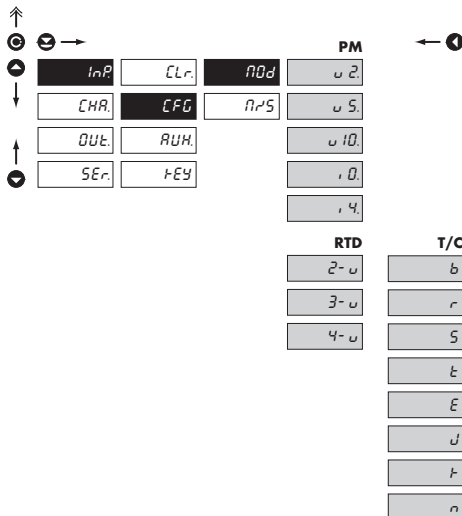 PM
InP. CLr. MOd u 2.
CHA. CFG M/S u 5.
OUt. AUX. u 10.
SEr. KEY i 0.
i 4.
RTD T/C
2- u b
3- u r
4- u S
t
E
J
K
n